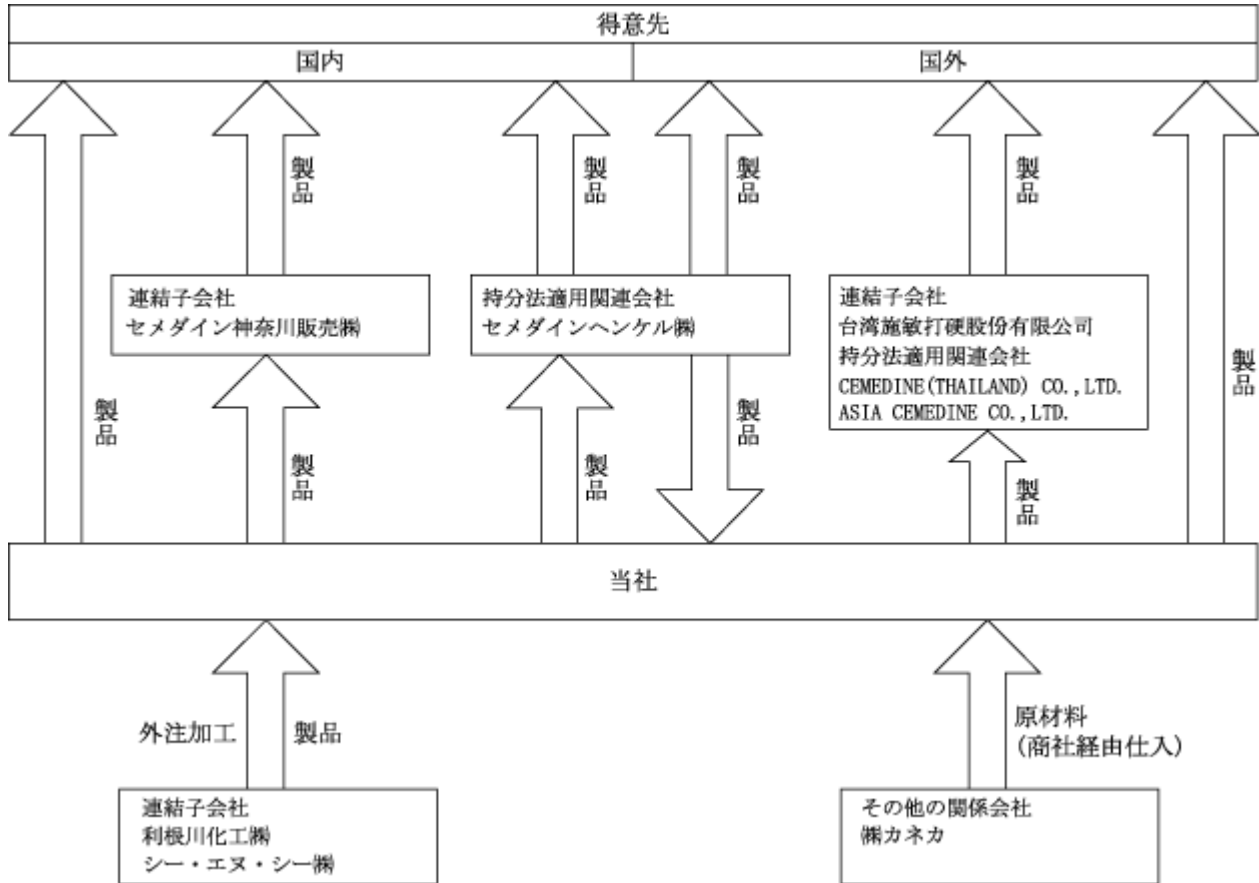 得意先
国内
国外
製品
製品
製品
製品
連結子会社
セメダイン神奈川販売㈱
持分法適用関連会社
セメダインヘンケル㈱
連結子会社
台湾施敏打硬股份有限公司
持分法適用関連会社
CEMEDINE(THAILAND) CO.,LTD.
ASIA CEMEDINE CO.,LTD.
製品
製品
製品
製品
製品
製品
当社
外注加工
製品
原材料
(商社経由仕入)
連結子会社
利根川化工㈱
シー・エヌ・シー㈱
その他の関係会社
㈱カネカ